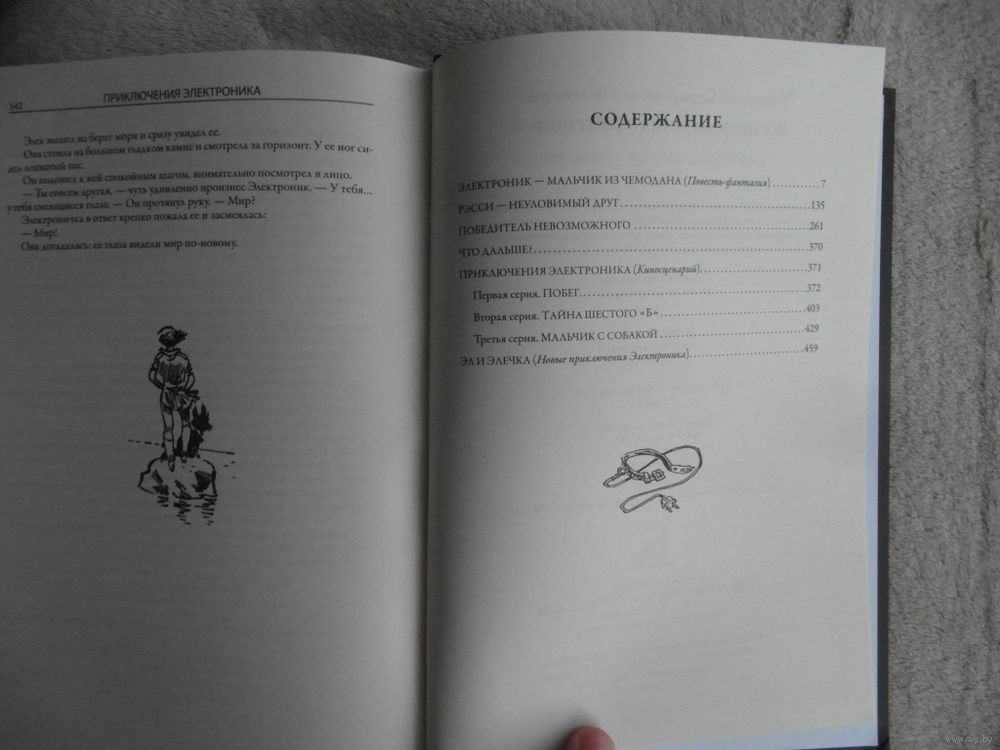 542
ПРИКЛЮЧЕНИЯ ЭЛЕКТРОНИКА
Элек вышел на берег моря и сразу увидел ее.
Она стояла на большом гладком камне и смотрела за горизонт. У ее ног си-
дел лохматый пес.
Он подошел к ней спокойным шагом, внимательно посмотрел в лицо.
— Ты совсем другая, — чуть удивленно произнес Электроник. — У тебя...
у тебя смеющиеся глаза. — Он протянул руку. — Мир?
Электроничка в ответ крепко пожала ее и засмеялась:
— Мир!
Она догадалась: ее глаза видели мир по-новому.
СОДЕРЖАНИЕ
ЭЛЕКТРОНИК — МАЛЬЧИК ИЗ ЧЕМОДАНА (Повесть-фантазия) ........... 7
РЭССИ — НЕУЛОВИМЫЙ ДРУГ ........... 135
ПОБЕДИТЕЛЬ НЕВОЗМОЖНОГО ........... 261
ЧТО ДАЛЬШЕ? ........... 370
ПРИКЛЮЧЕНИЯ ЭЛЕКТРОНИКА (Киносценарий) ........... 371
Первая серия. ПОБЕГ ........... 372
Вторая серия. ТАЙНА ШЕСТОГО «Б» ........... 403
Третья серия. МАЛЬЧИК С СОБАКОЙ ........... 429
ЭЛ И ЭЛЕЧКА (Новые приключения Электроника) ........... 459
www.ay.by